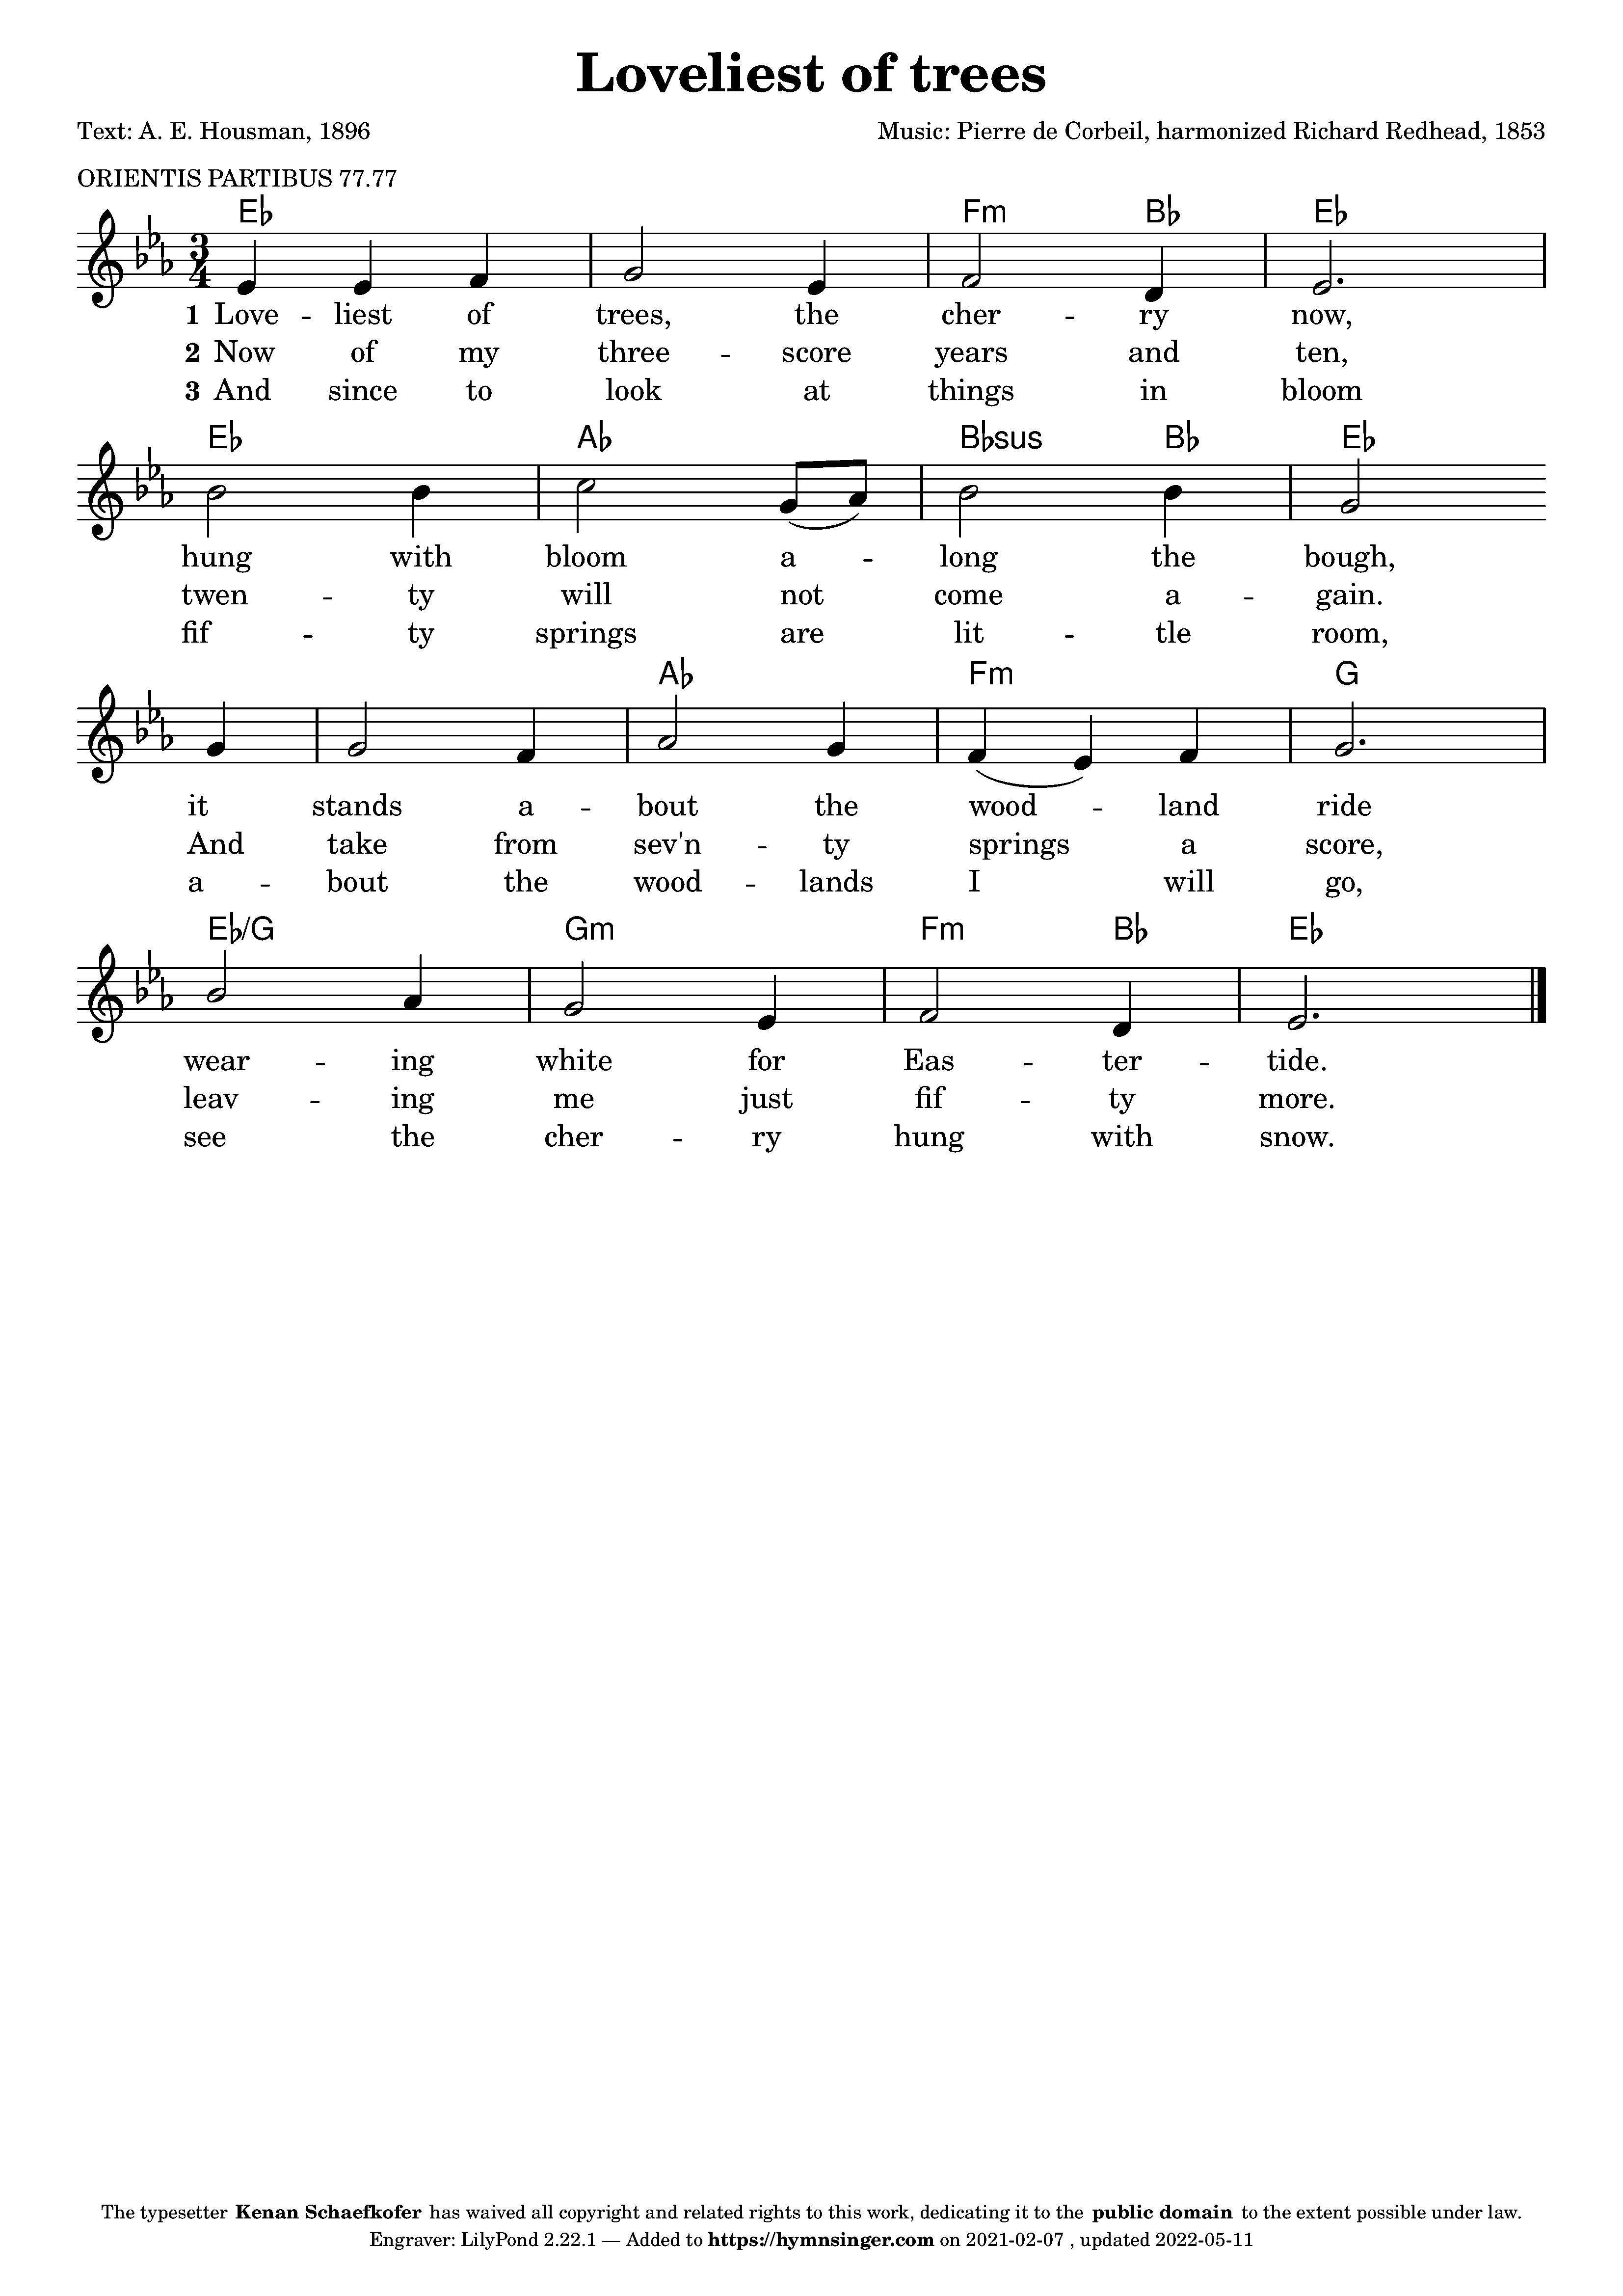 Loveliest of trees
Text: A. E. Housman, 1896
Music: Pierre de Corbeil, harmonized Richard Redhead, 1853
ORIENTIS PARTIBUS 77.77
E♭ Fm B♭ E♭
3
4
1 Love -- liest of trees, the cher -- ry now,
2 Now of my three -- score years and ten,
3 And since to look at things in bloom
E♭ A♭ B♭sus B♭ E♭
hung with bloom a -- long the bough,
twen -- ty will not come a -- gain.
fif -- ty springs are lit -- tle room,
A♭ Fm G
it stands a -- bout the wood -- land ride
And take from sev'n -- ty springs a score,
a -- bout the wood -- lands I will go,
E♭/G Gm Fm B♭ E♭
wear -- ing white for Eas -- ter -- tide.
leav -- ing me just fif -- ty more.
see the cher -- ry hung with snow.
The typesetter Kenan Schaefkofer has waived all copyright and related rights to this work, dedicating it to the public domain to the extent possible under law.
Engraver: LilyPond 2.22.1 — Added to https://hymnsinger.com on 2021-02-07 , updated 2022-05-11